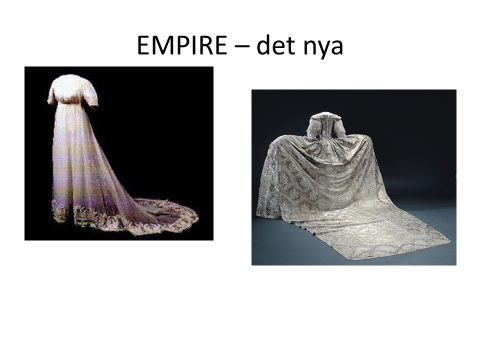 EMPIRE – det nya